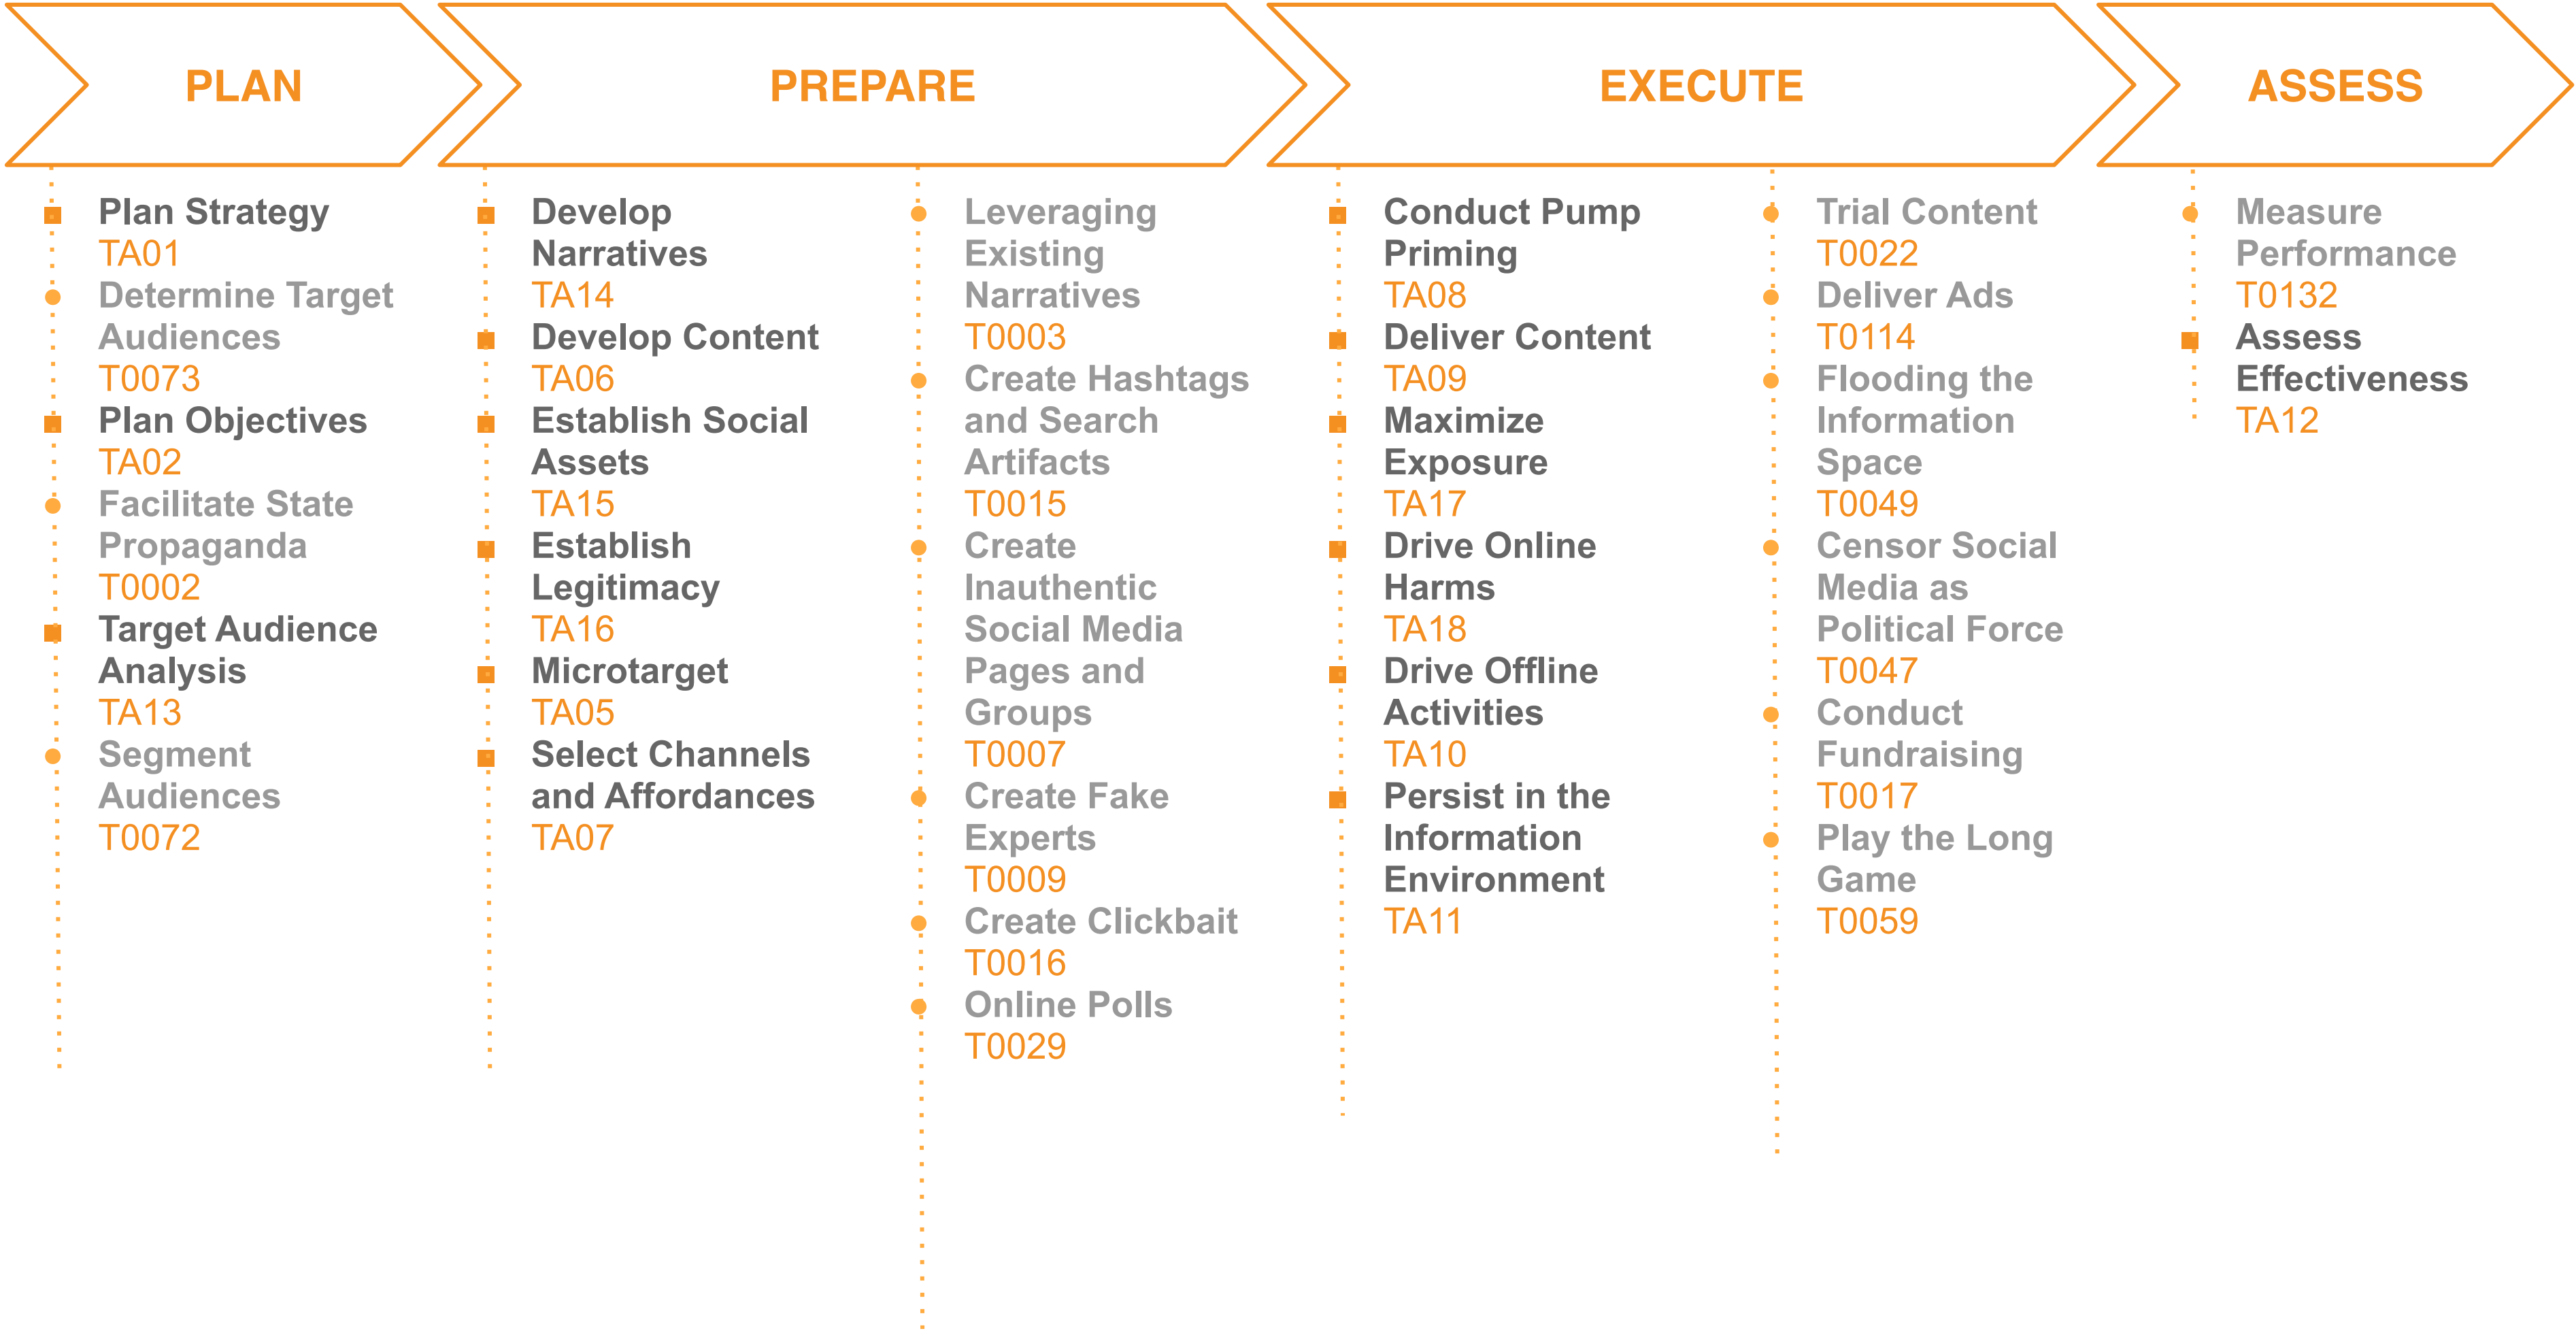 PLAN
PREPARE
EXECUTE
ASSESS
Plan Strategy
TA01
Determine Target
Audiences
T0073
Plan Objectives
TA02
Facilitate State
Propaganda
T0002
Target Audience
Analysis
TA13
Segment
Audiences
T0072
Develop
Narratives
TA14
Develop Content
TA06
Establish Social
Assets
TA15
Establish
Legitimacy
TA16
Microtarget
TA05
Select Channels
and Affordances
TA07
Leveraging
Existing
Narratives
T0003
Create Hashtags
and Search
Artifacts
T0015
Create
Inauthentic
Social Media
Pages and
Groups
T0007
Create Fake
Experts
T0009
Create Clickbait
T0016
Online Polls
T0029
Conduct Pump
Priming
TA08
Deliver Content
TA09
Maximize
Exposure
TA17
Drive Online
Harms
TA18
Drive Offline
Activities
TA10
Persist in the
Information
Environment
TA11
Trial Content
T0022
Deliver Ads
T0114
Flooding the
Information
Space
T0049
Censor Social
Media as
Political Force
T0047
Conduct
Fundraising
T0017
Play the Long
Game
T0059
Measure
Performance
T0132
Assess
Effectiveness
TA12